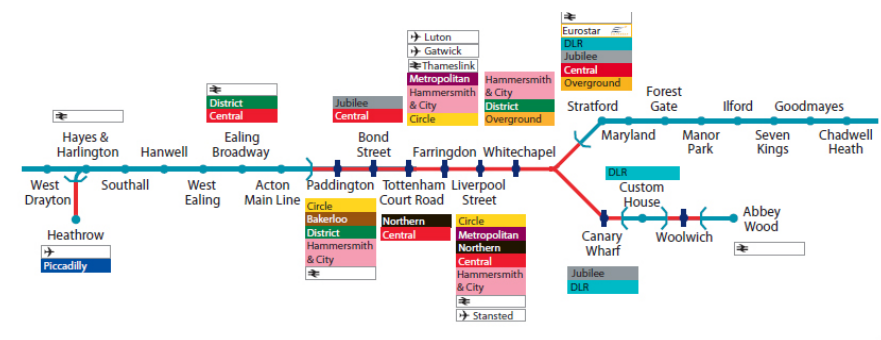 Luton
Gatwick
Thameslink
Metropolitan
Hammersmith
& City
Circle
Eurostar
DLR
Jubilee
Central
Overground
Hammersmith
& City
District
Overground
District
Central
Jubilee
Central
Stratford
Forest
Gate
Ilford
Goodmayes
Maryland
Manor
Park
Seven
Kings
Chadwell
Heath
Hayes &
Harlington
Hanwell
Ealing
Broadway
Bond
Street
Farringdon
Whitechapel
West
Drayton
Southall
West
Ealing
Acton
Main Line
Paddington
Tottenham
Court Road
Liverpool
Street
DLR
Custom
House
Canary
Wharf
Woolwich
Abbey
Wood
Heathrow
Piccadilly
Circle
Bakerloo
District
Hammersmith
& City
Northern
Central
Circle
Metropolitan
Northern
Central
Hammersmith
& City
Stansted
Jubilee
DLR